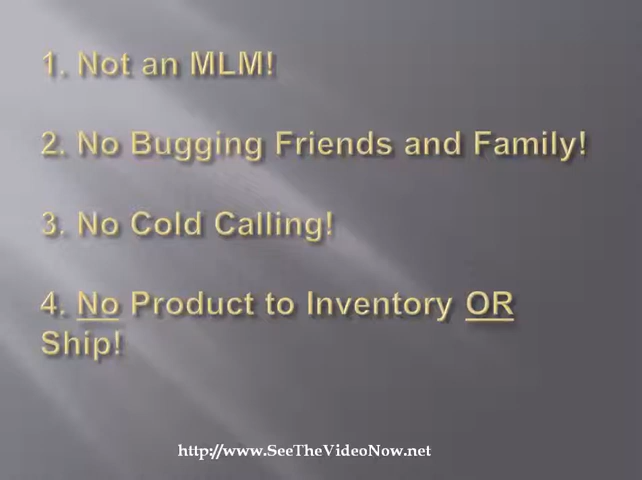 1. Not an MLM!
2. No Bugging Friends and Family!
3. No Cold Calling!
4. No Product to Inventory OR
Ship!
http://www.SeeTheVideoNow.net